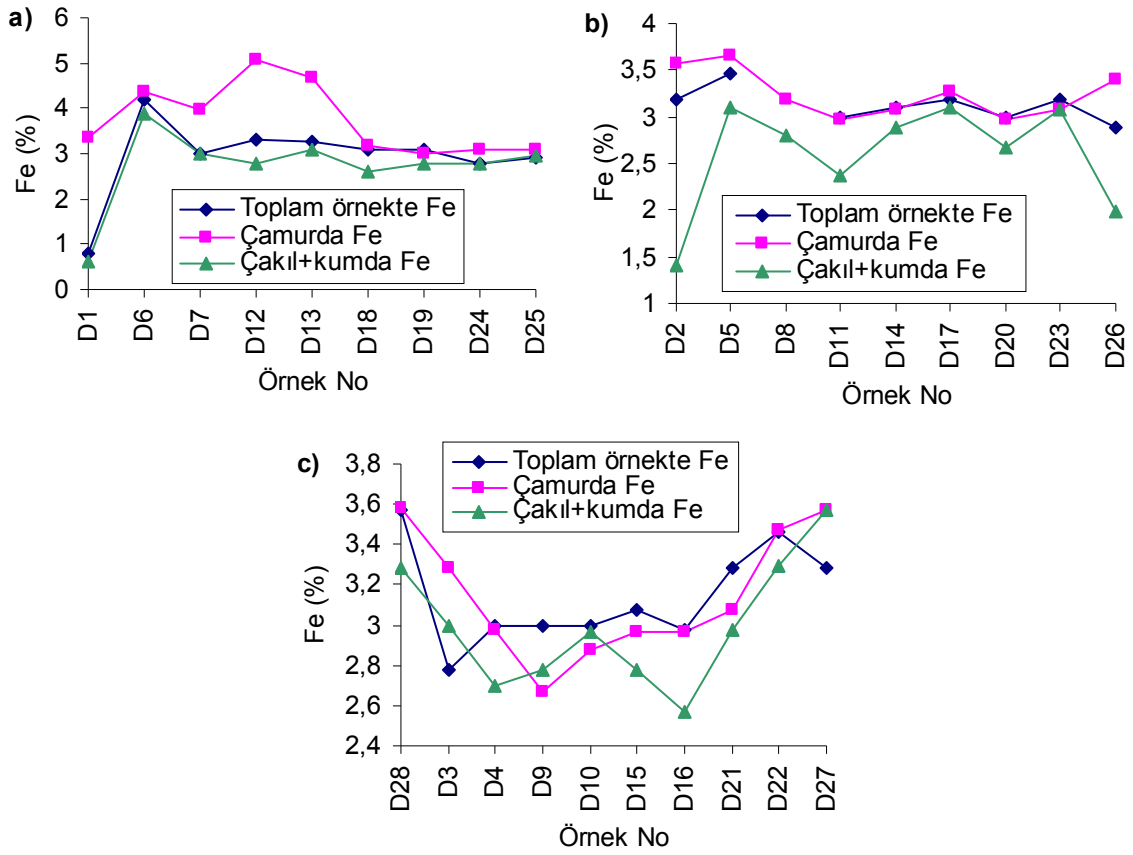 a)
6
5
4
3
2
1
0
Fe (%)
Toplam örnekte Fe
Çamurda Fe
Çakıl+kumda Fe
D1
D6
D7
D12
D13
D18
D19
D24
D25
Örnek No
b)
4
3,5
3
2,5
2
1,5
1
Fe (%)
Toplam örnekte Fe
Çamurda Fe
Çakıl+kumda Fe
D2
D5
D8
D11
D14
D17
D20
D23
D26
Örnek No
c)
3,8
3,6
3,4
3,2
3
2,8
2,6
2,4
Fe (%)
Toplam örnekte Fe
Çamurda Fe
Çakıl+kumda Fe
D28
D3
D4
D9
D10
D15
D16
D21
D22
D27
Örnek No